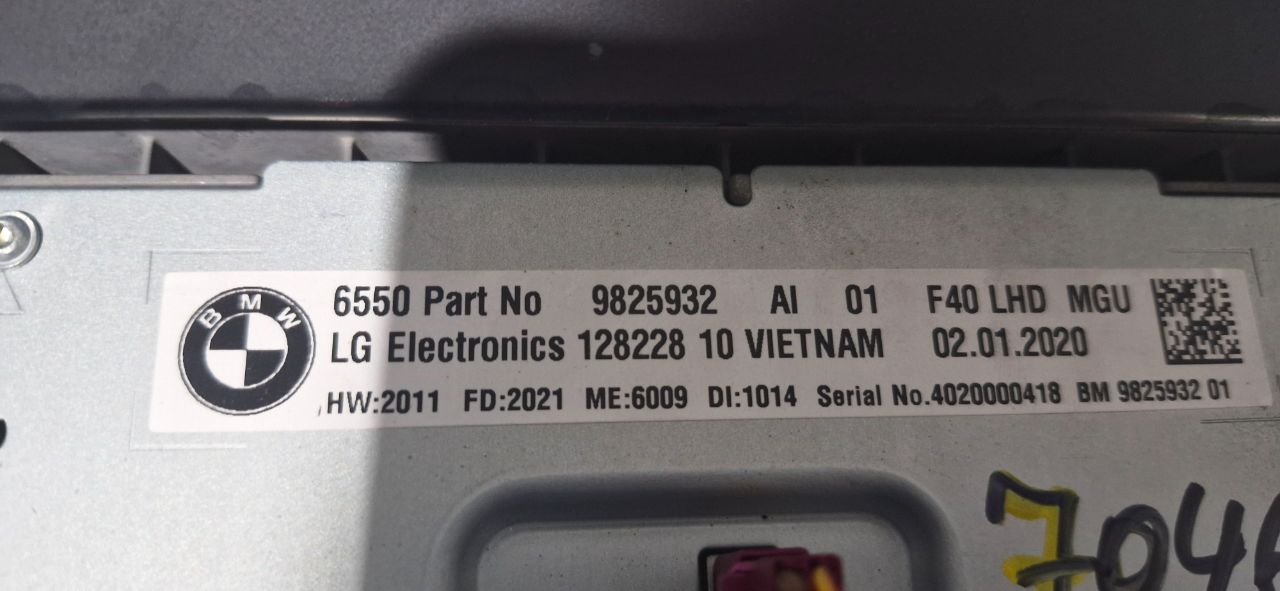 BMW
6550 Part No 9825932 AI 01 F40 LHD MGU
LG Electronics 128228 10 VIETNAM 02.01.2020
HW:2011 FD:2021 ME:6009 DI:1014 Serial No.4020000418 BM 9825932 01